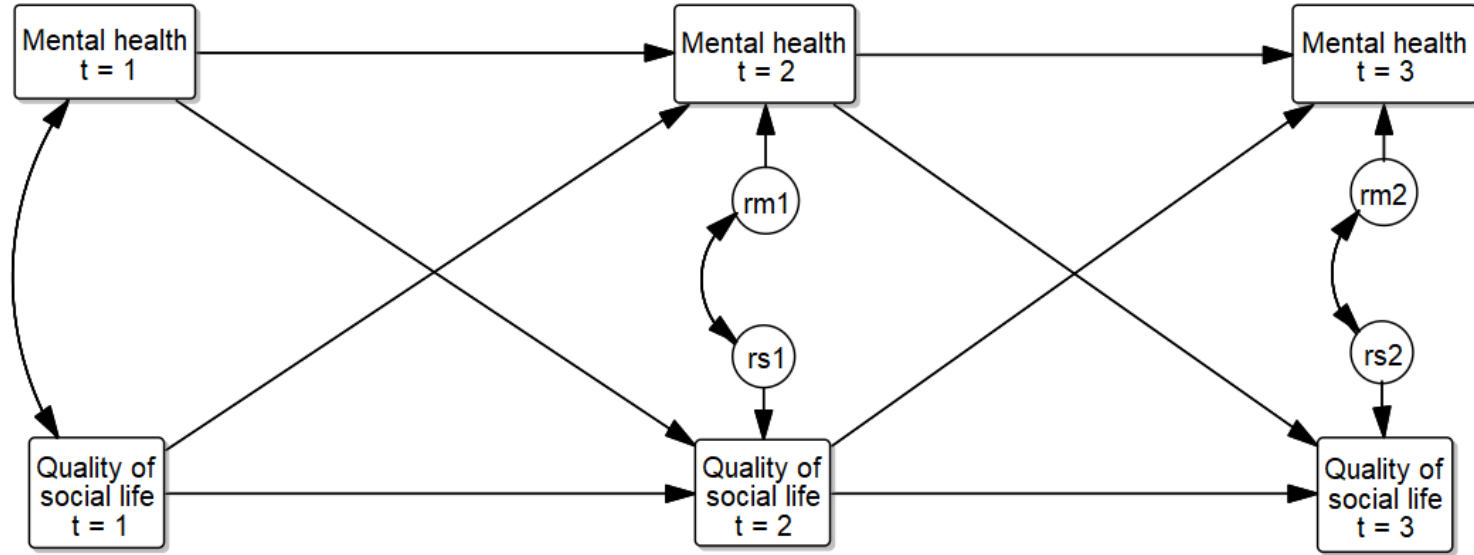 Mental health
t = 1
Mental health
t = 2
Mental health
t = 3
rm1
rm2
rs1
rs2
Quality of
social life
t = 1
Quality of
social life
t = 2
Quality of
social life
t = 3